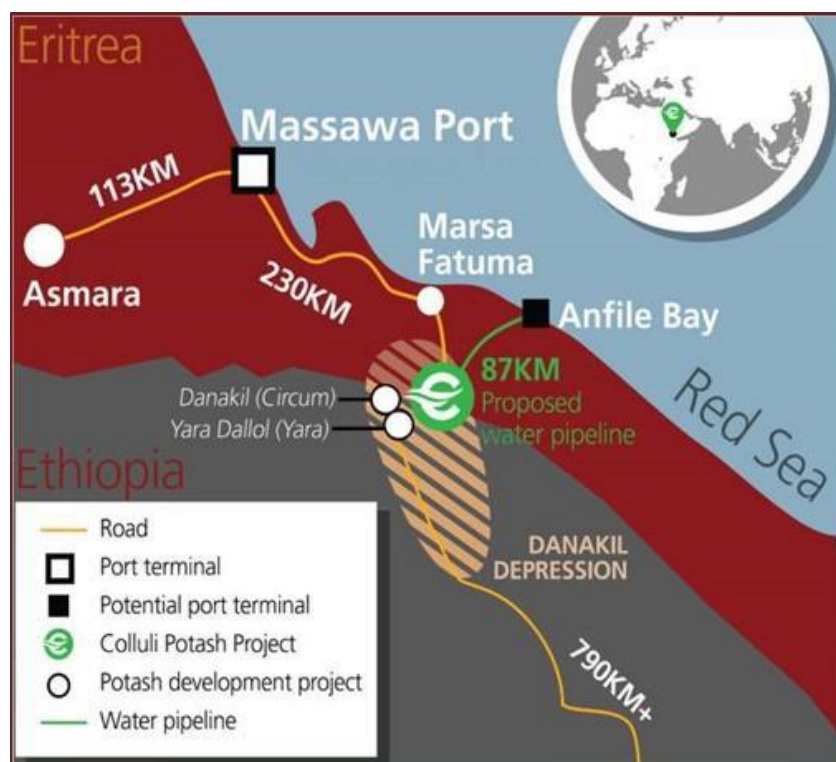 Eritrea
Massawa Port
113KM
Asmara
230KM
Marsa
Fatuma
Anfile Bay
87KM
Proposed
water pipeline
Danakil (Circum)
Yara Dallol (Yara)
Red Sea
Ethiopia
DANAKIL
DEPRESSION
790KM+
Road
Port terminal
Potential port terminal
Colluli Potash Project
Potash development project
Water pipeline